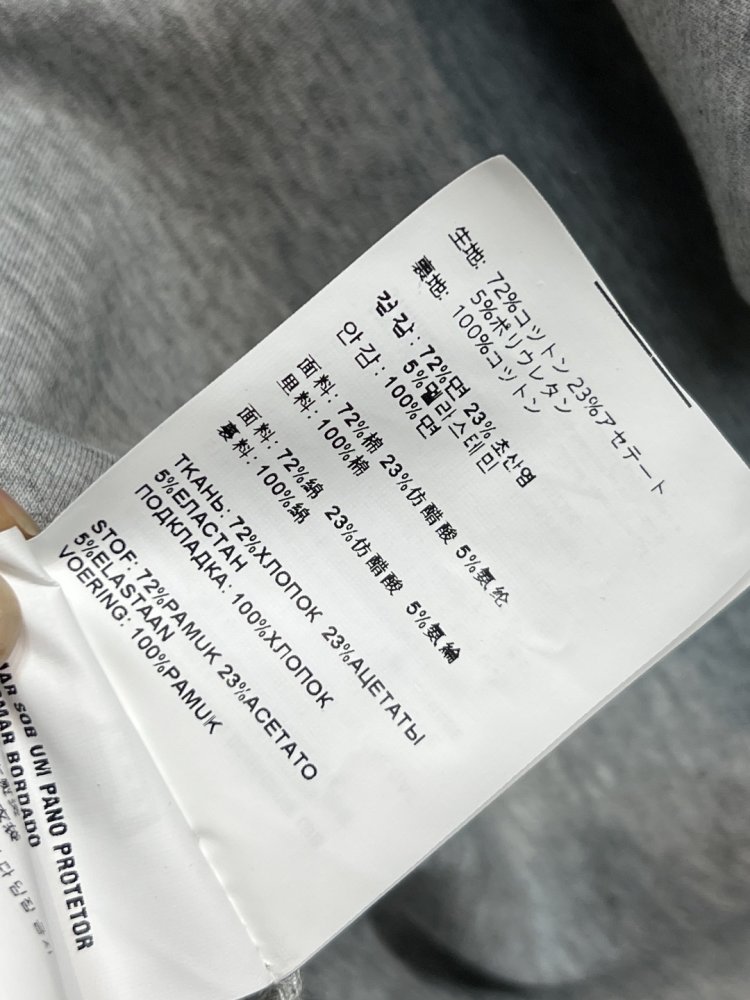 生地: 72%コットン 23%アセテート
5%ポリウレタン
裏地: 100%コットン
겉감: 72%면 23%초산염
5%엘라스테민
안감: 100%면
面料: 72%棉 23%仿醋酸 5%氨纶
里料: 100%棉
面料: 72%綿 23%仿醋酸 5%氨綸
裏料: 100%綿
ТКАНЬ: 72%ХЛОПОК 23%АЦЕТАТЫ
5%ЕЛАСТАН
ПОДКЛАДКА: 100%ХЛОПОК
STOF: 72%PAMUK 23%ACETATO
5%ELASTAAN
VOERING: 100%PAMUK
SOB UNI PANO PROTETOR
BORDADO